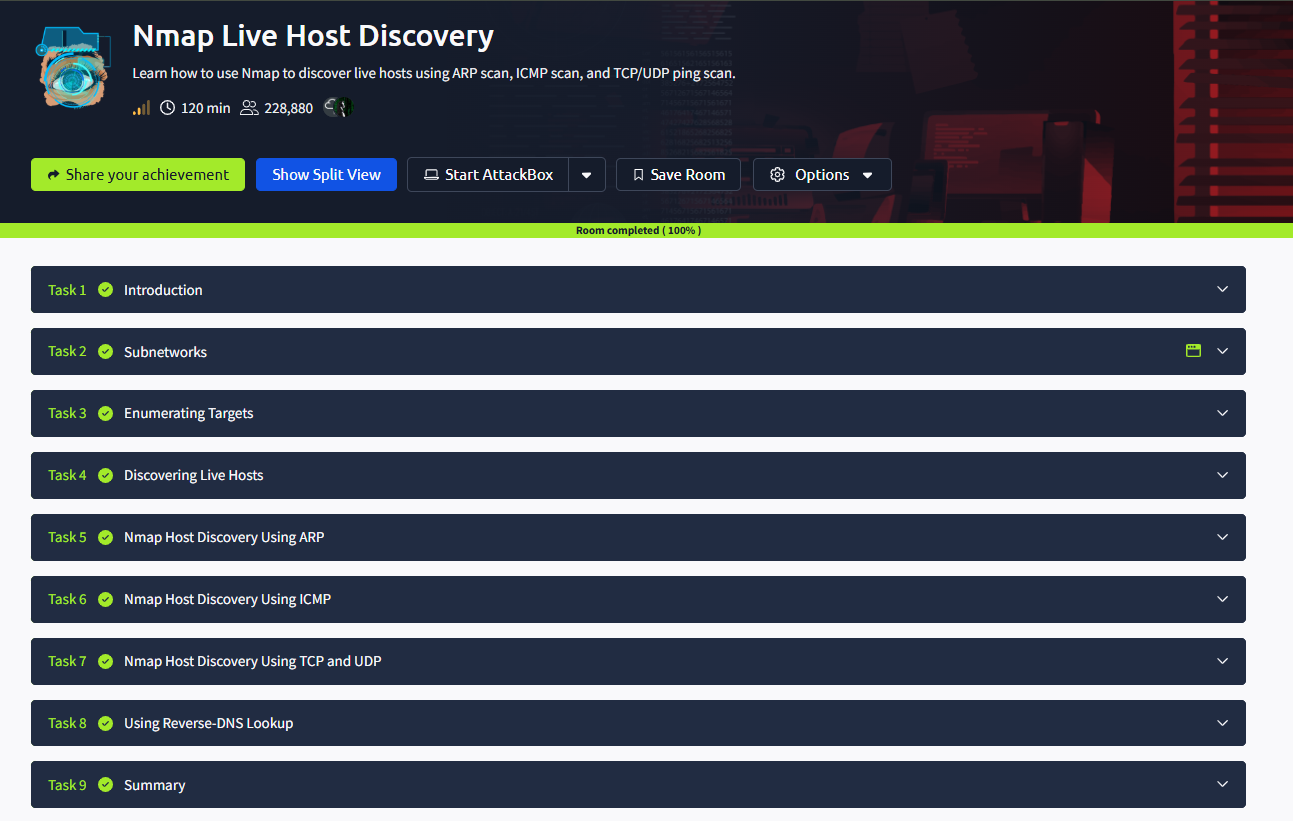 Nmap Live Host Discovery
Learn how to use Nmap to discover live hosts using ARP scan, ICMP scan, and TCP/UDP ping scan.
120 min 228,880
Share your achievement Show Split View Start AttackBox Save Room Options
Room completed ( 100% )
Task 1 Introduction
Task 2 Subnetworks
Task 3 Enumerating Targets
Task 4 Discovering Live Hosts
Task 5 Nmap Host Discovery Using ARP
Task 6 Nmap Host Discovery Using ICMP
Task 7 Nmap Host Discovery Using TCP and UDP
Task 8 Using Reverse-DNS Lookup
Task 9 Summary